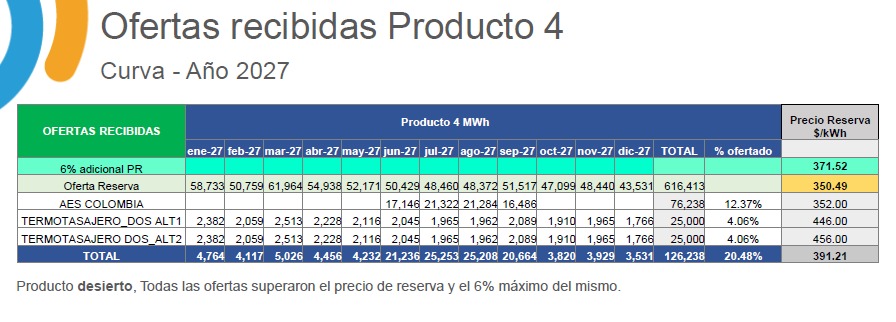 Ofertas recibidas Producto 4
Curva - Año 2027
OFERTAS RECIBIDAS Producto 4 MWh Precio Reserva $/kWh
ene-27 feb-27 mar-27 abr-27 may-27 jun-27 jul-27 ago-27 sep-27 oct-27 nov-27 dic-27 TOTAL % ofertado
6% adicional PR 371.52
Oferta Reserva 58,733 50,759 61,964 54,938 52,171 50,429 48,460 48,372 51,517 47,099 48,440 43,531 616,413 350.49
AES COLOMBIA 17,146 21,322 21,284 16,486 76,238 12.37% 352.00
TERMOTASAJERO_DOS ALT1 2,382 2,059 2,513 2,228 2,116 2,045 1,965 1,962 2,089 1,910 1,965 1,766 25,000 4.06% 446.00
TERMOTASAJERO DOS_ALT2 2,382 2,059 2,513 2,228 2,116 2,045 1,965 1,962 2,089 1,910 1,965 1,766 25,000 4.06% 456.00
TOTAL 4,764 4,117 5,026 4,456 4,232 21,236 25,253 25,208 20,664 3,820 3,929 3,531 126,238 20.48% 391.21
Producto desierto, Todas las ofertas superaron el precio de reserva y el 6% máximo del mismo.